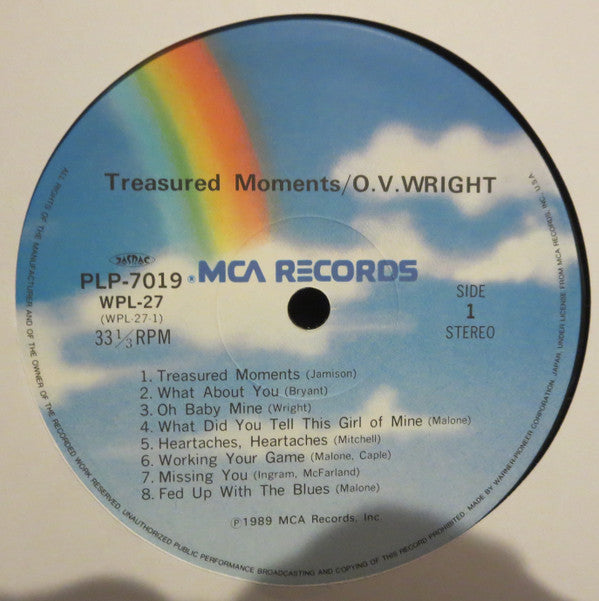 Treasured Moments/O.V.WRIGHT
JASRAC
PLP-7019 ® MCA RECORDS
WPL-27
(WPL-27-1)
33 1/3 RPM
SIDE
1
STEREO
1. Treasured Moments (Jamison)
2. What About You (Bryant)
3. Oh Baby Mine (Wright)
4. What Did You Tell This Girl of Mine (Malone)
5. Heartaches, Heartaches (Mitchell)
6. Working Your Game (Malone, Caple)
7. Missing You (Ingram, McFarland)
8. Fed Up With The Blues (Malone)
℗1989 MCA Records, Inc.
ALL RIGHTS OF THE MANUFACTURER AND OF THE OWNER OF THE RECORDED WORK RESERVED. UNAUTHORIZED PUBLIC PERFORMANCE BROADCASTING AND COPYING OF THIS RECORD PROHIBITED. MADE BY WARNER-PIONEER CORPORATION, JAPAN, UNDER LICENSE FROM MCA RECORDS, INC., U.S.A.